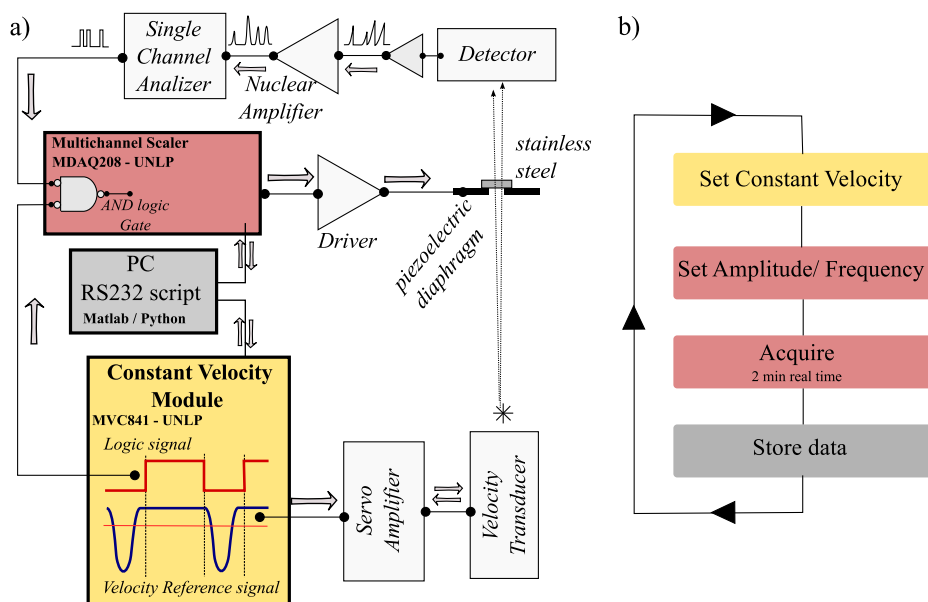 a)
Single
Channel
Analizer
Nuclear
Amplifier
Detector
Multichannel Scaler
MDAQ208 - UNLP
AND logic
Gate
Driver
stainless
steel
piezoelectric
diaphragm
PC
RS232 script
Matlab / Python
Constant Velocity
Module
MVC841 - UNLP
Logic signal
Velocity Reference signal
Servo
Amplifier
Velocity
Transducer
b)
Set Constant Velocity
Set Amplitude/ Frequency
Acquire
2 min real time
Store data